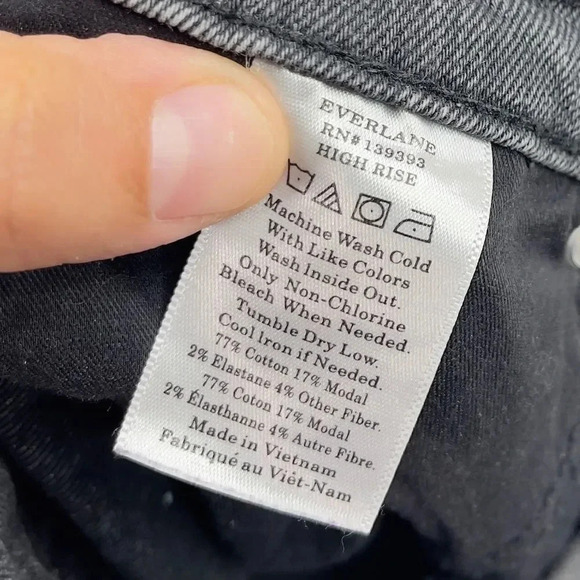 EVERLANE
RN# 139393
HIGH RISE
Machine Wash Cold
With Like Colors
Wash Inside Out.
Only Non-Chlorine
Bleach When Needed.
Tumble Dry Low.
Cool Iron if Needed.
77% Cotton 17% Modal
2% Elastane 4% Other Fiber.
77% Coton 17% Modal
2% Élasthanne 4% Autre Fibre.
Made in Vietnam
Fabriqué au Viêt-Nam